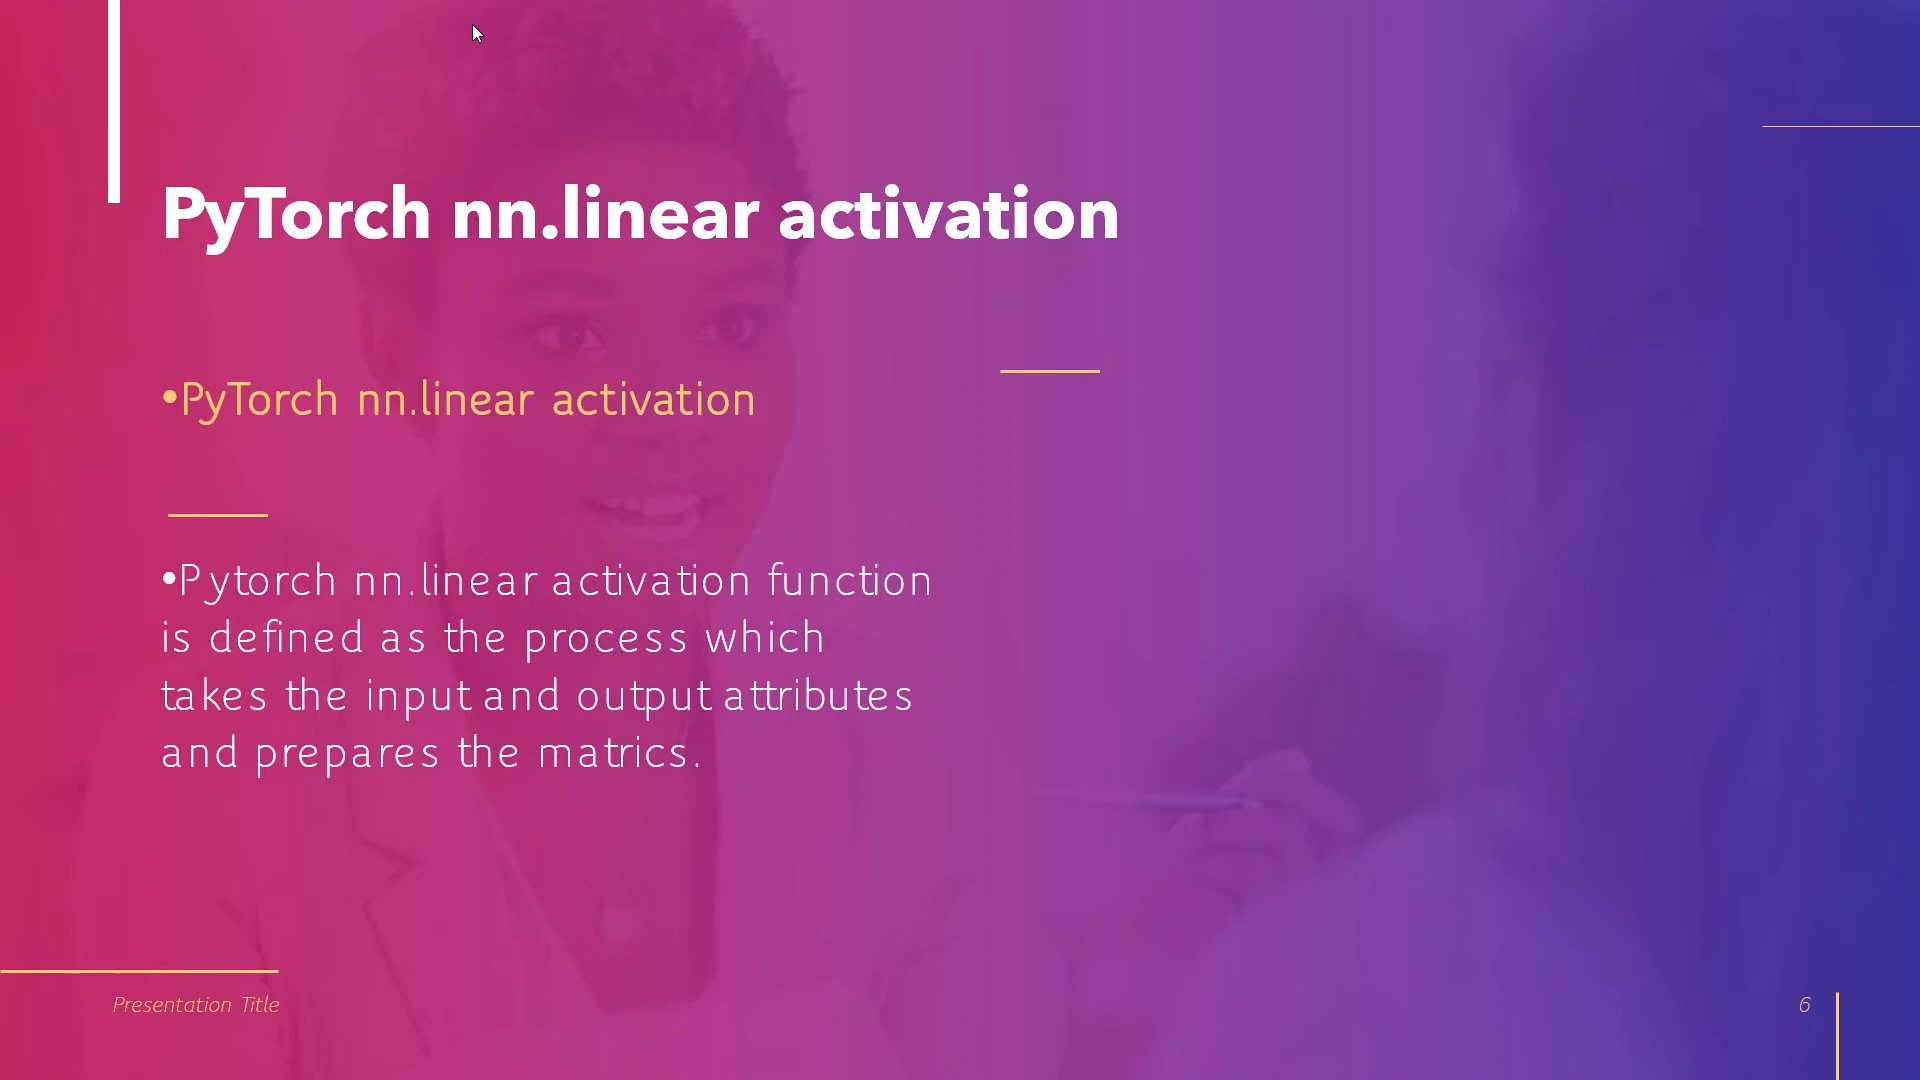 PyTorch nn.linear activation
•PyTorch nn.linear activation
•Pytorch nn.linear activation function
is defined as the process which
takes the input and output attributes
and prepares the matrics.
Presentation Title
6